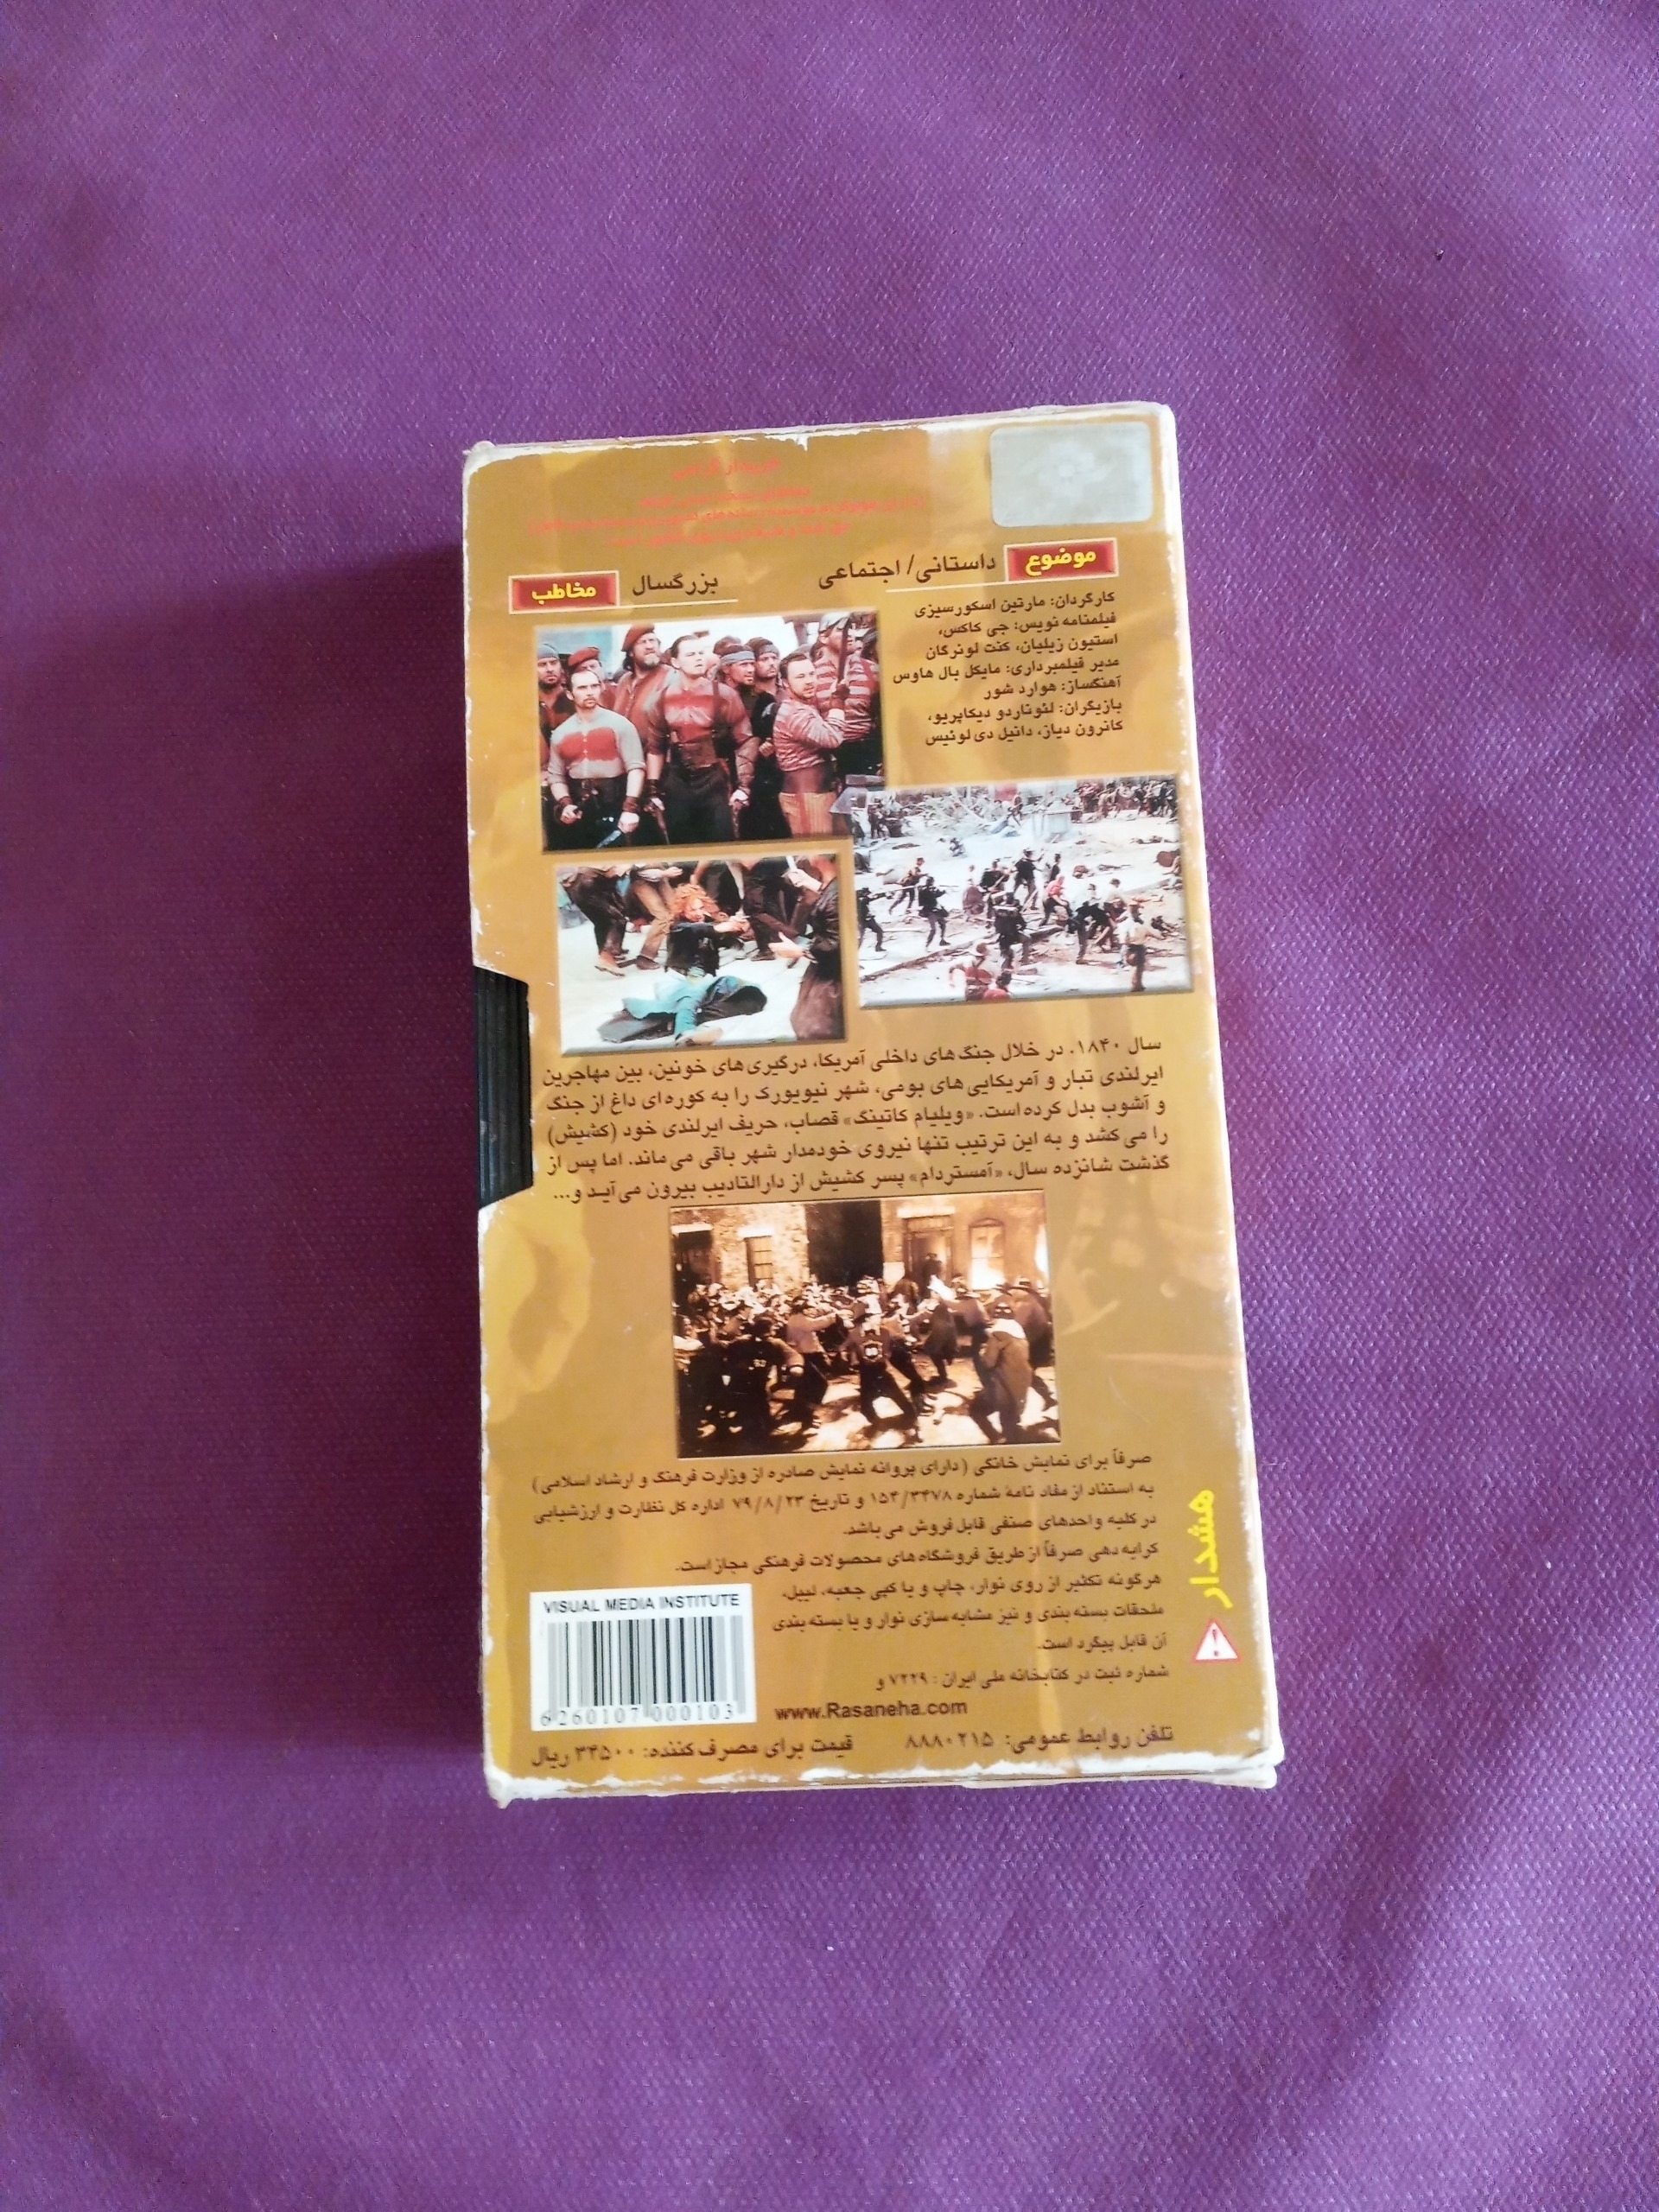 خریدار گرامی
موضوع داستانی/ اجتماعی
مخاطب بزرگسال
کارگردان: مارتین اسکورسیزی
فیلمنامه نویس: جی کاکس،
استیون زیلیان، کنت لونرگان
مدیر فیلمبرداری: مایکل بال هاوس
آهنگساز: هوارد شور
بازیگران: لئوناردو دیکاپریو،
کامرون دیاز، دانیل دی لوئیس
سال ۱۸۴۰. در خلال جنگ های داخلی آمریکا، درگیری های خونین، بین مهاجرین
ایرلندی تبار و آمریکایی های بومی، شهر نیویورک را به کوره ای داغ از جنگ
و آشوب بدل کرده است. «ویلیام کاتینگ» قصاب، حریف ایرلندی خود (کشیش)
را می کشد و به این ترتیب تنها نیروی خودمدار شهر باقی می ماند. اما پس از
گذشت شانزده سال، «آمستردام» پسر کشیش از دارالتادیب بیرون می آید و...
صرفاً برای نمایش خانگی (دارای پروانه نمایش صادره از وزارت فرهنگ و ارشاد اسلامی)
به استناد از مفاد نامهٔ شماره ۱۵۴/۳۴۷۸ و تاریخ ۷۹/۸/۲۳ اداره کل نظارت و ارزشیابی
در کلیه واحدهای صنفی قابل فروش می باشد.
کرایه دهی صرفاً از طریق فروشگاه های محصولات فرهنگی مجاز است.
هرگونه تکثیر از روی نوار، چاپ و یا کپی جعبه، لیبل،
ملحقات بسته بندی و نیز مشابه سازی نوار و یا بسته بندی
آن قابل پیگرد است.
شماره ثبت در کتابخانه ملی ایران : ۷۲۲۹ و
هشدار
VISUAL MEDIA INSTITUTE
6 260107 000103
www.Rasaneha.com
تلفن روابط عمومی: ۸۸۸۰۲۱۵
قیمت برای مصرف کننده: ۳۴۵۰۰ ریال